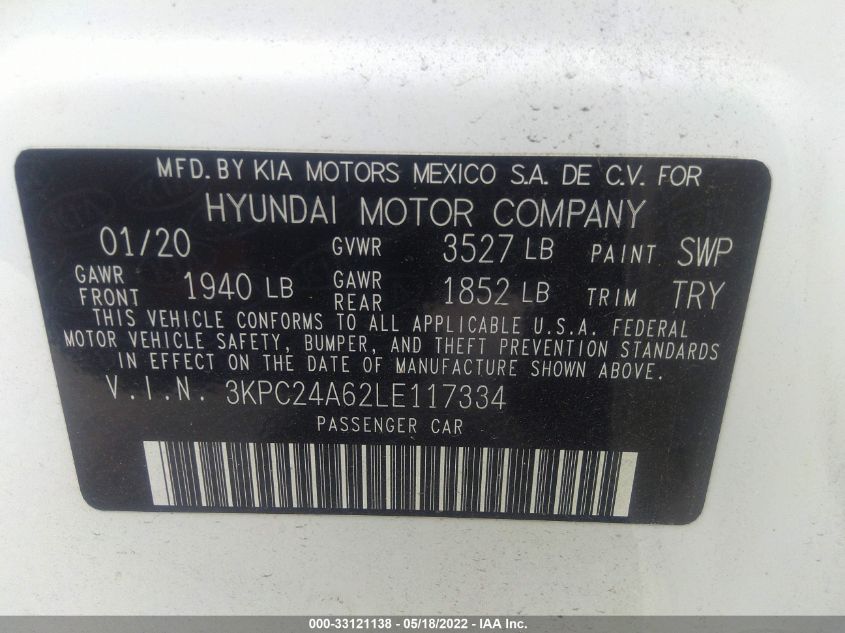 MFD. BY KIA MOTORS MEXICO S.A. DE C.V. FOR
HYUNDAI MOTOR COMPANY
01/20 GVWR 3527 LB PAINT SWP
GAWR FRONT 1940 LB GAWR REAR 1852 LB TRIM TRY
THIS VEHICLE CONFORMS TO ALL APPLICABLE U.S.A. FEDERAL
MOTOR VEHICLE SAFETY, BUMPER, AND THEFT PREVENTION STANDARDS
IN EFFECT ON THE DATE OF MANUFACTURE SHOWN ABOVE.
V.I.N. 3KPC24A62LE117334
PASSENGER CAR
000-33121138 - 05/18/2022 - IAA Inc.